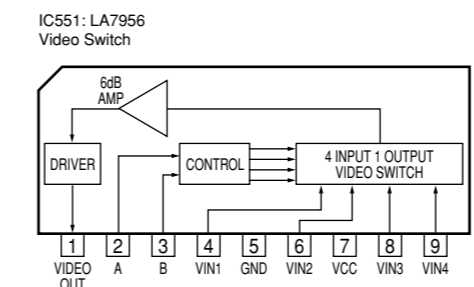 IC551: LA7956
Video Switch
6dB
AMP
DRIVER
CONTROL
4 INPUT 1 OUTPUT
VIDEO SWITCH
1 2 3 4 5 6 7 8 9
VIDEO OUT A B VIN1 GND VIN2 VCC VIN3 VIN4